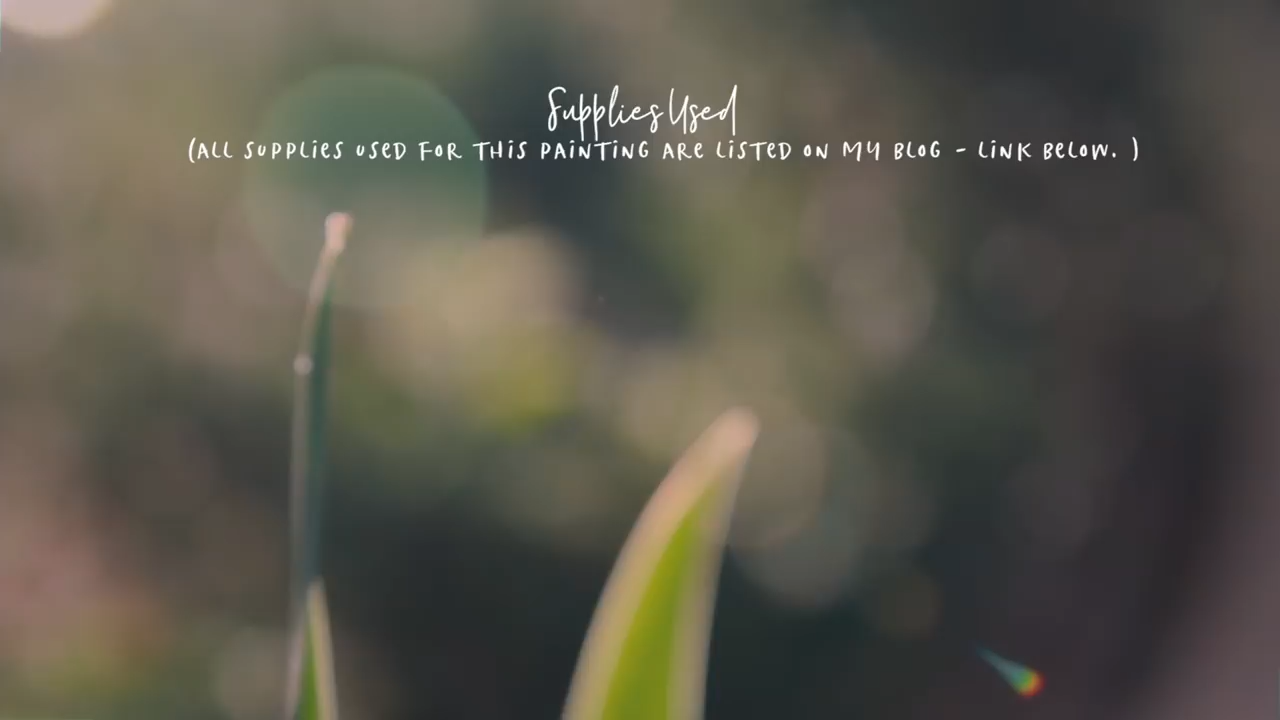 Supplies Used
(ALL SUPPLIES USED FOR THIS PAINTING ARE LISTED ON MY BLOG - LINK BELOW. )